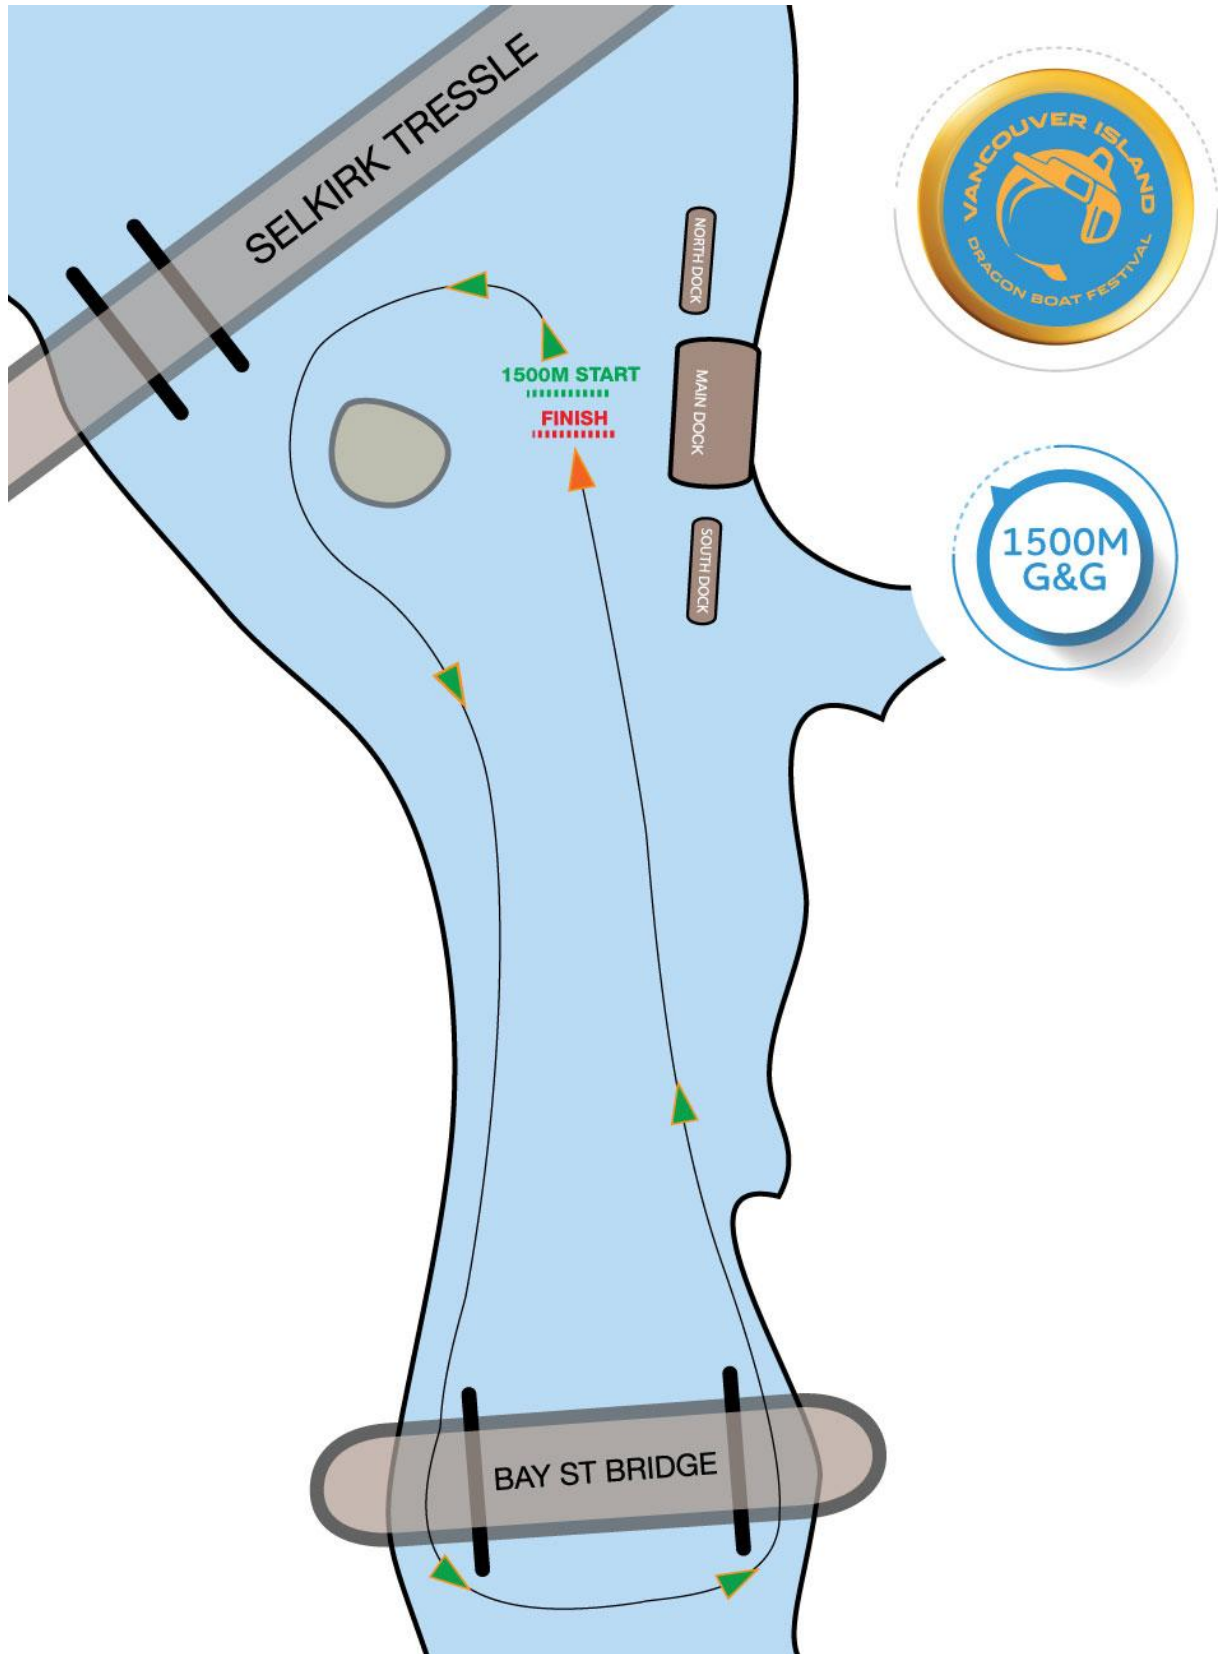 SELKIRK TRESSLE
VANCOUVER ISLAND
DRAGON BOAT FESTIVAL
NORTH DOCK
1500M START
MAIN DOCK
FINISH
SOUTH DOCK
1500M
G&G
BAY ST BRIDGE